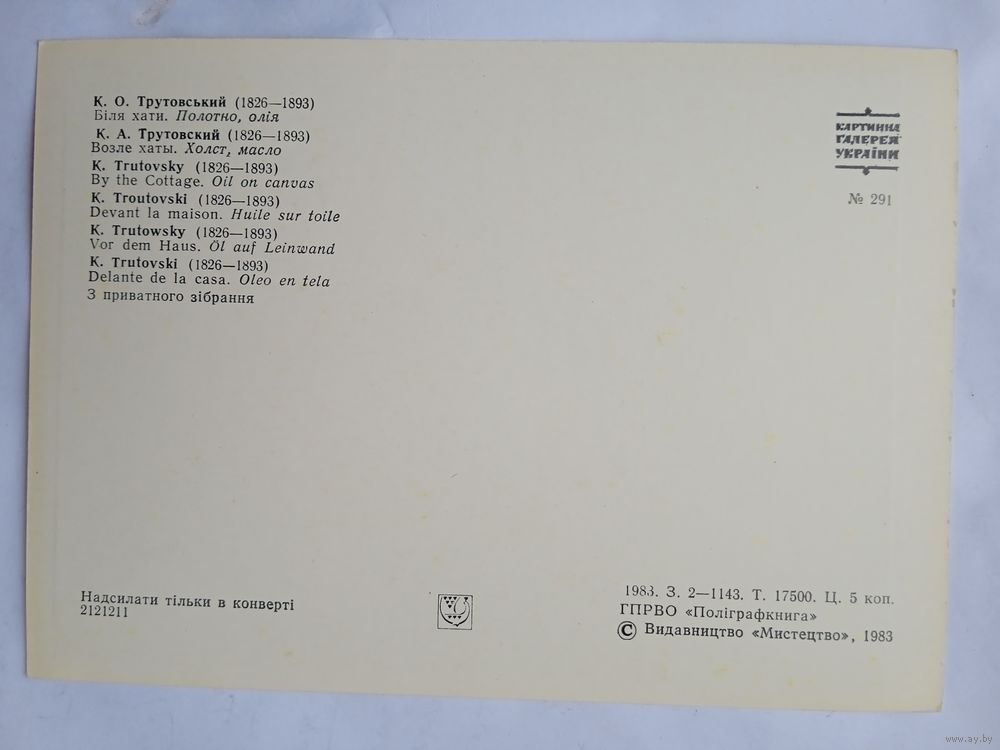 К. О. Трутовський (1826—1893)
Біля хати. Полотно, олія
К. А. Трутовский (1826—1893)
Возле хаты. Холст, масло
K. Trutovsky (1826—1893)
By the Cottage. Oil on canvas
K. Troutovski (1826—1893)
Devant la maison. Huile sur toile
K. Trutowsky (1826—1893)
Vor dem Haus. Öl auf Leinwand
K. Trutovski (1826—1893)
Delante de la casa. Oleo en tela
З приватного зібрання
КАРТИННА
ГАЛЕРЕЯ
УКРАЇНИ
№ 291
Надсилати тільки в конверті
2121211
1983. З. 2—1143. Т. 17500. Ц. 5 коп.
ГПРВО «Поліграфкнига»
© Видавництво «Мистецтво», 1983
www.ay.by